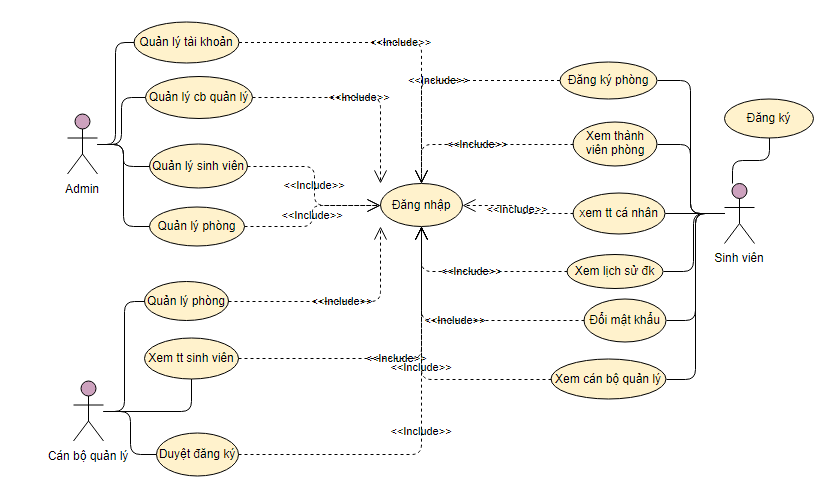 Quản lý tài khoản
<<Include>>
Đăng ký phòng
<<Include>>
Quản lý cb quản lý
<<Include>>
Đăng ký
Xem thành
viên phòng
<<Include>>
Quản lý sinh viên
<<Include>>
Admin
Đăng nhập
xem tt cá nhân
<<Include>>
Quản lý phòng
<<Include>>
Sinh viên
Xem lịch sử đk
<<Include>>
Quản lý phòng
<<Include>>
Đổi mật khẩu
<<Include>>
Xem tt sinh viên
<<Include>>
<<Include>>
Xem cán bộ quản lý
Cán bộ quản lý
Duyệt đăng ký
<<Include>>